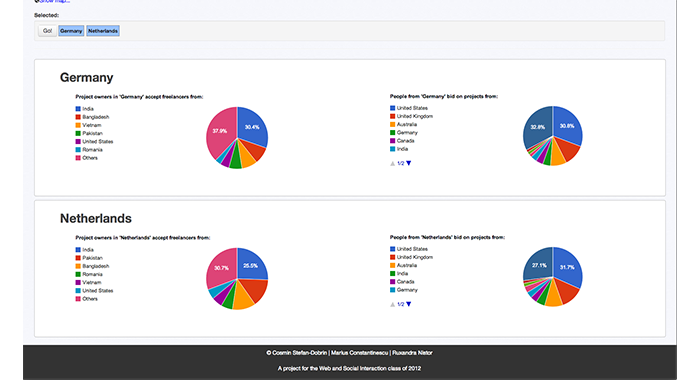 Show map...
Selected:
Go! Germany Netherlands
Germany
Project owners in 'Germany' accept freelancers from:
India
Bangladesh
Vietnam
Pakistan
United States
Romania
Others
37.9%
30.4%
People from 'Germany' bid on projects from:
United States
United Kingdom
Australia
Germany
Canada
India
1/2
32.9%
30.8%
Netherlands
Project owners in 'Netherlands' accept freelancers from:
India
Pakistan
Bangladesh
Romania
Vietnam
United States
Others
30.7%
25.5%
People from 'Netherlands' bid on projects from:
United States
United Kingdom
Australia
India
Canada
Germany
1/2
27.1%
31.7%
© Cosmin Stefan-Dobrin | Marius Constantinescu | Ruxandra Nistor
A project for the Web and Social Interaction class of 2012